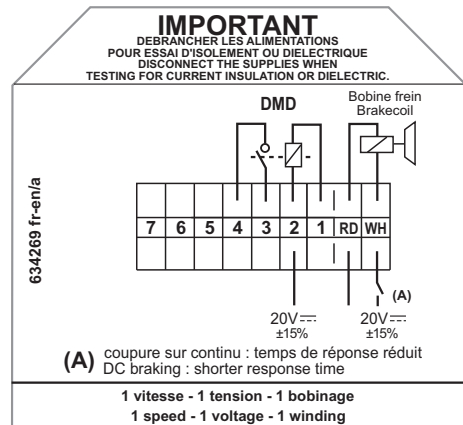 IMPORTANT
DEBRANCHER LES ALIMENTATIONS
POUR ESSAI D'ISOLEMENT OU DIELECTRIQUE
DISCONNECT THE SUPPLIES WHEN
TESTING FOR CURRENT INSULATION OR DIELECTRIC.
DMD
Bobine frein
Brakecoil
634269 fr-en/a
7 6 5 4 3 2 1 RD WH
(A)
20V 20V
±15% ±15%
(A) coupure sur continu : temps de réponse réduit
DC braking : shorter response time
1 vitesse - 1 tension - 1 bobinage
1 speed - 1 voltage - 1 winding